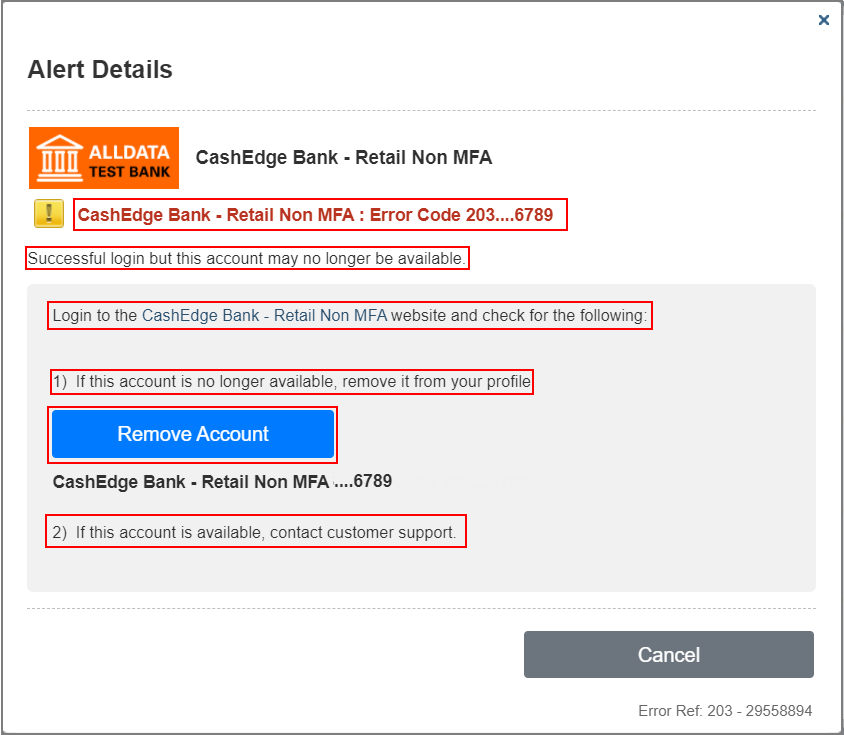 ×
Alert Details
ALLDATA
TEST BANK
CashEdge Bank - Retail Non MFA
!
CashEdge Bank - Retail Non MFA : Error Code 203....6789
Successful login but this account may no longer be available.
Login to the CashEdge Bank - Retail Non MFA website and check for the following:
1) If this account is no longer available, remove it from your profile
Remove Account
CashEdge Bank - Retail Non MFA ....6789
2) If this account is available, contact customer support.
Cancel
Error Ref: 203 - 29558894